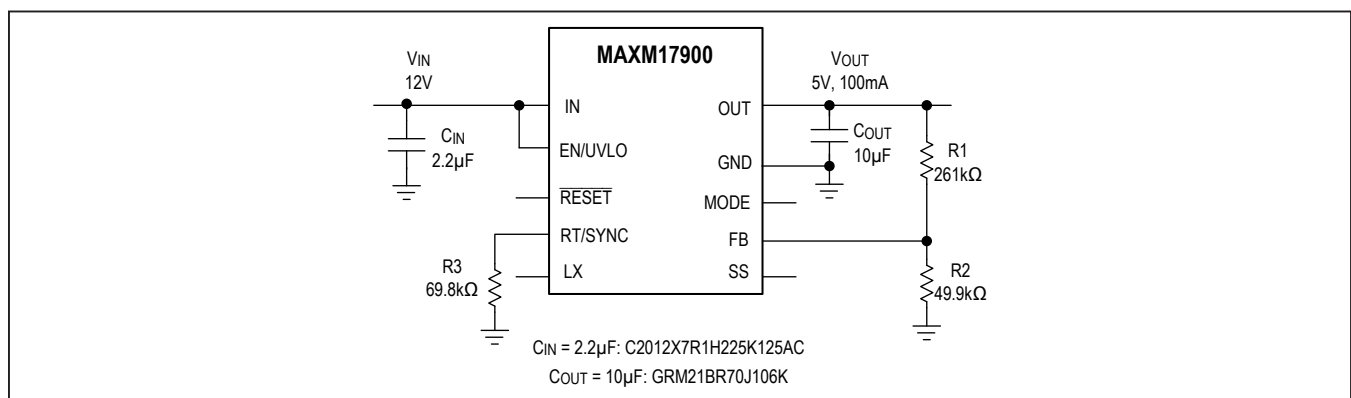 MAXM17900
VIN
12V
VOUT
5V, 100mA
IN
OUT
CIN
2.2µF
COUT
10µF
EN/UVLO
GND
R1
261kΩ
RESET
MODE
RT/SYNC
FB
R3
69.8kΩ
LX
SS
R2
49.9kΩ
CIN = 2.2µF: C2012X7R1H225K125AC
COUT = 10µF: GRM21BR70J106K